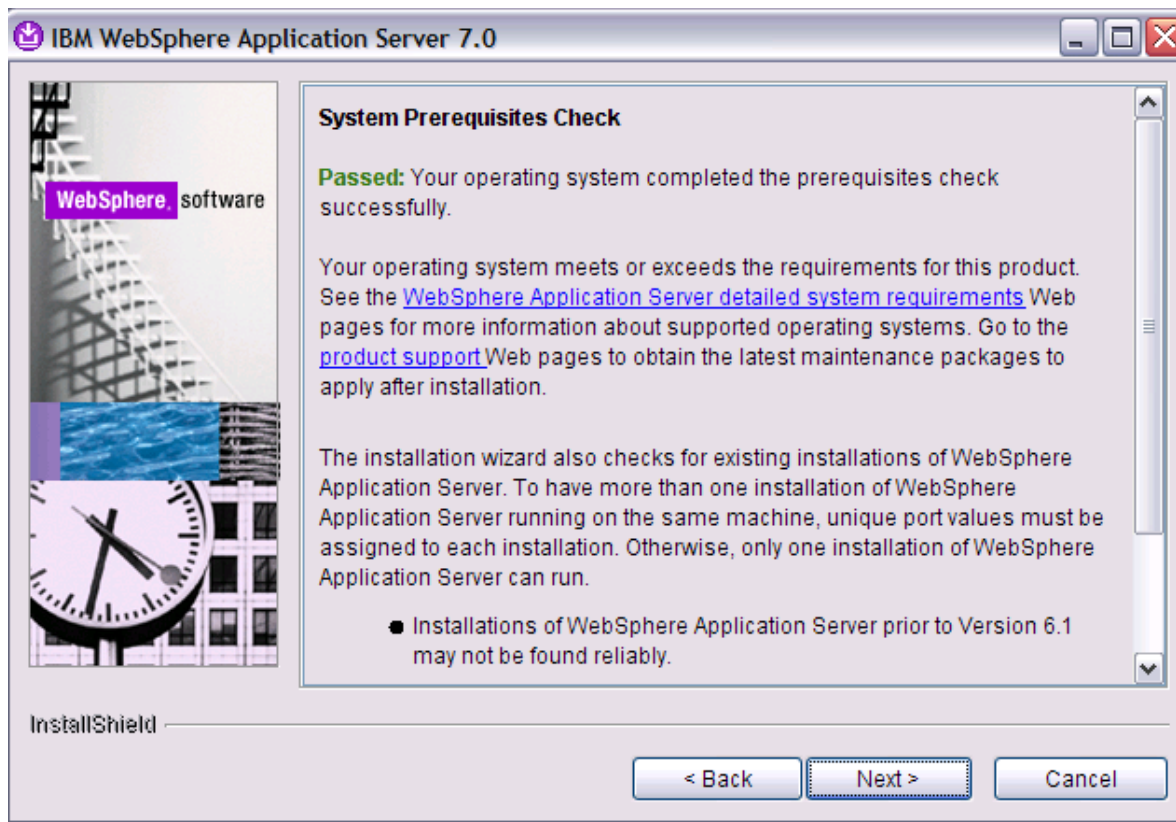 IBM WebSphere Application Server 7.0
WebSphere. software
System Prerequisites Check
Passed: Your operating system completed the prerequisites check
successfully.
Your operating system meets or exceeds the requirements for this product.
See the WebSphere Application Server detailed system requirements Web
pages for more information about supported operating systems. Go to the
product support Web pages to obtain the latest maintenance packages to
apply after installation.
The installation wizard also checks for existing installations of WebSphere
Application Server. To have more than one installation of WebSphere
Application Server running on the same machine, unique port values must be
assigned to each installation. Otherwise, only one installation of WebSphere
Application Server can run.
● Installations of WebSphere Application Server prior to Version 6.1
may not be found reliably.
InstallShield
< Back
Next >
Cancel